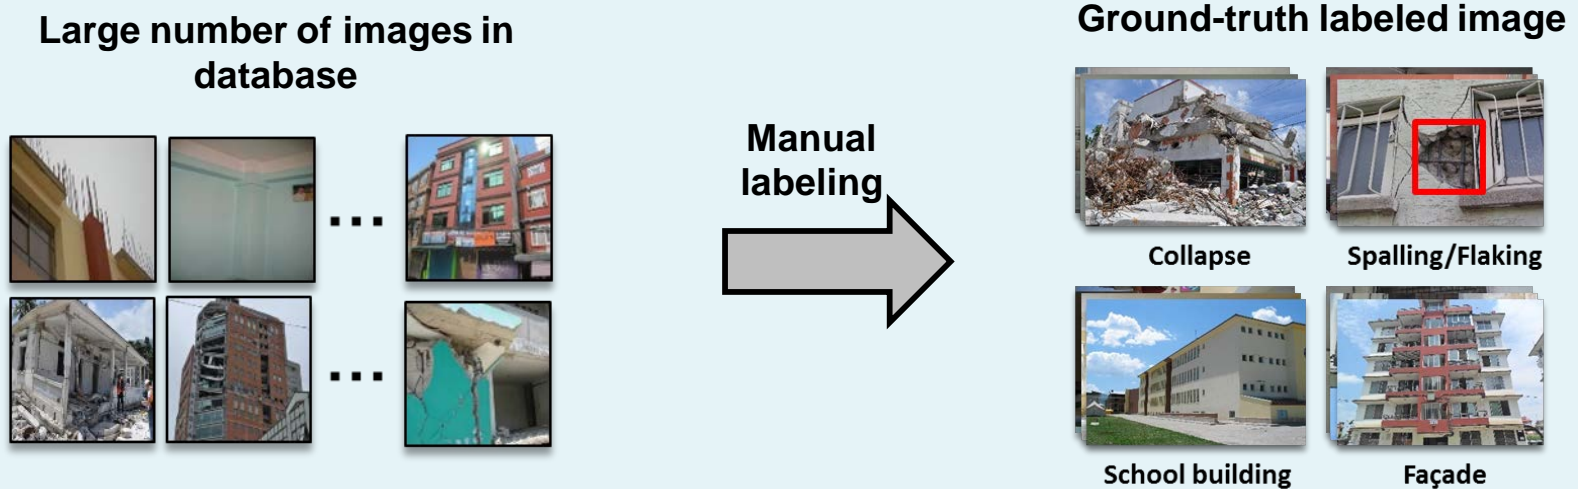 Large number of images in
database
Manual
labeling
Ground-truth labeled image
Collapse
Spalling/Flaking
School building
Façade